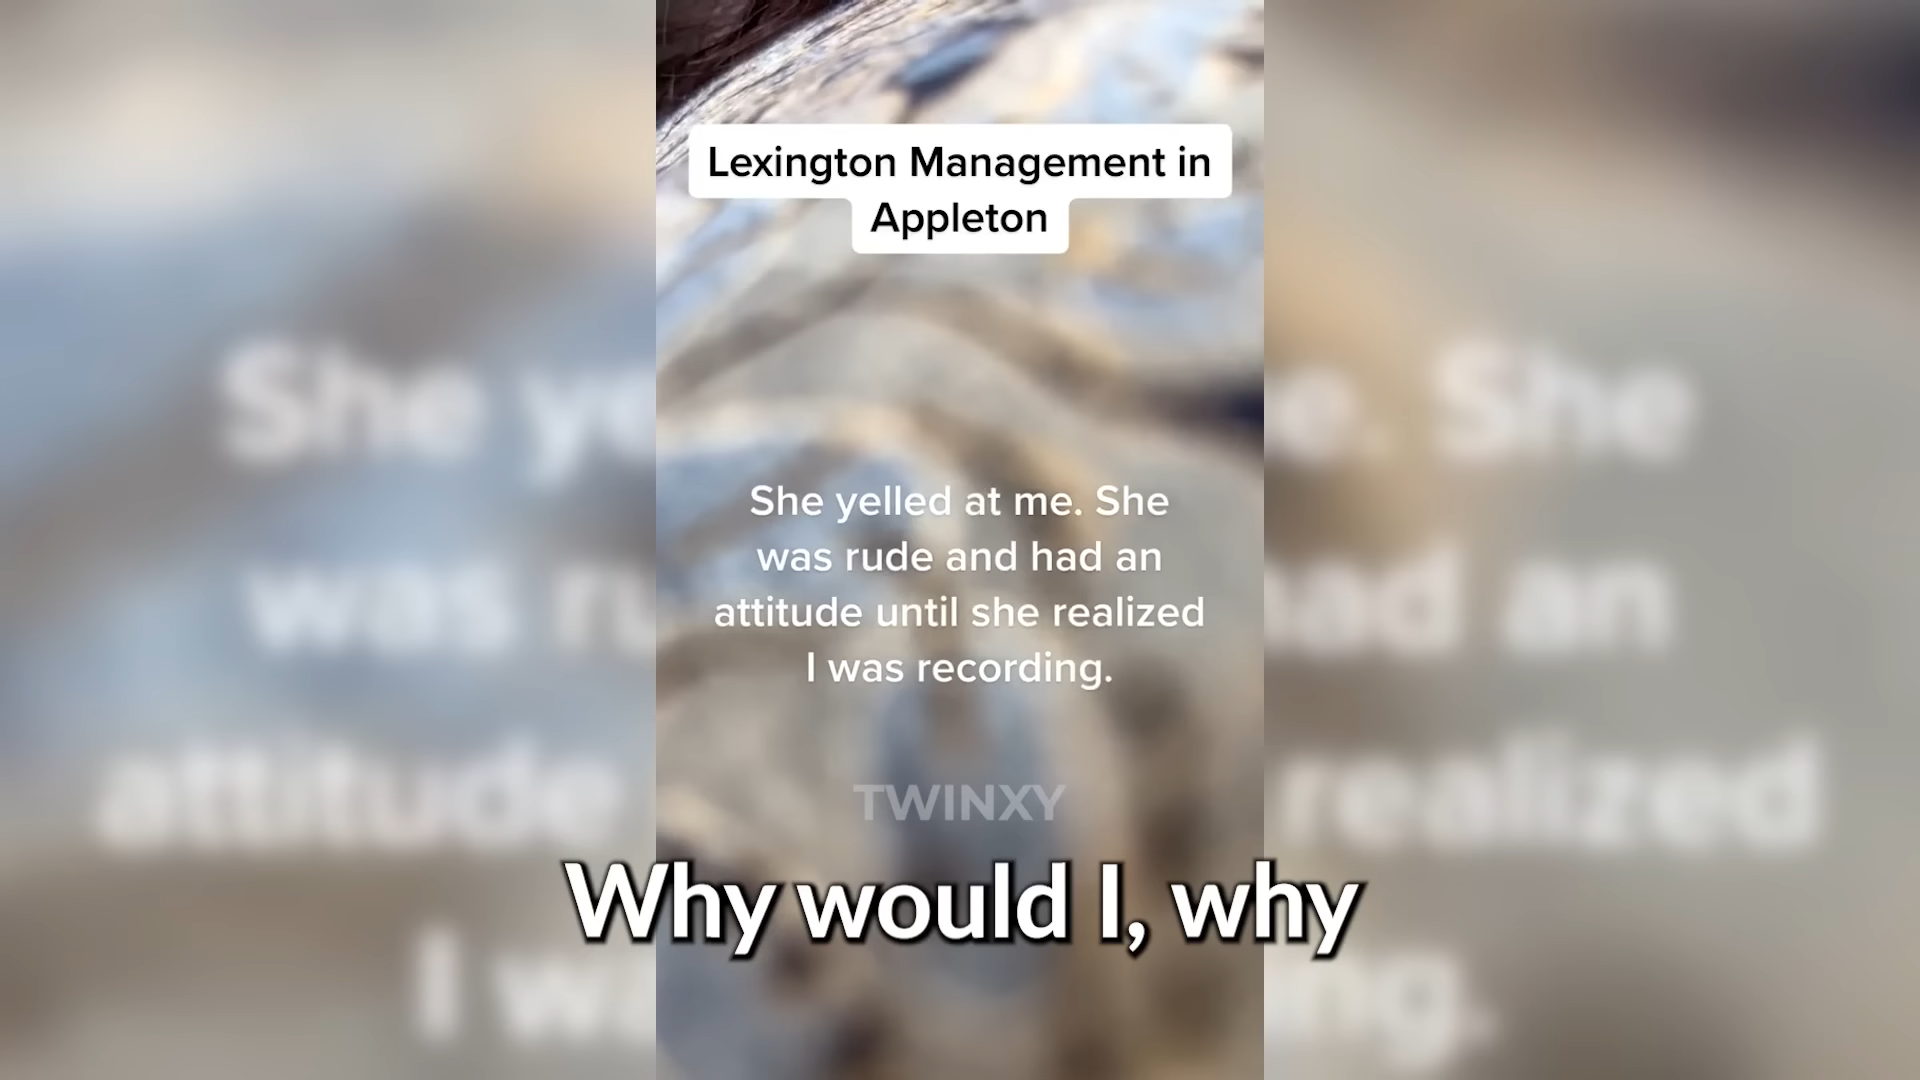 Lexington Management in
Appleton
She yelled at me. She
was rude and had an
attitude until she realized
I was recording.
TWINXY
Why would I, why